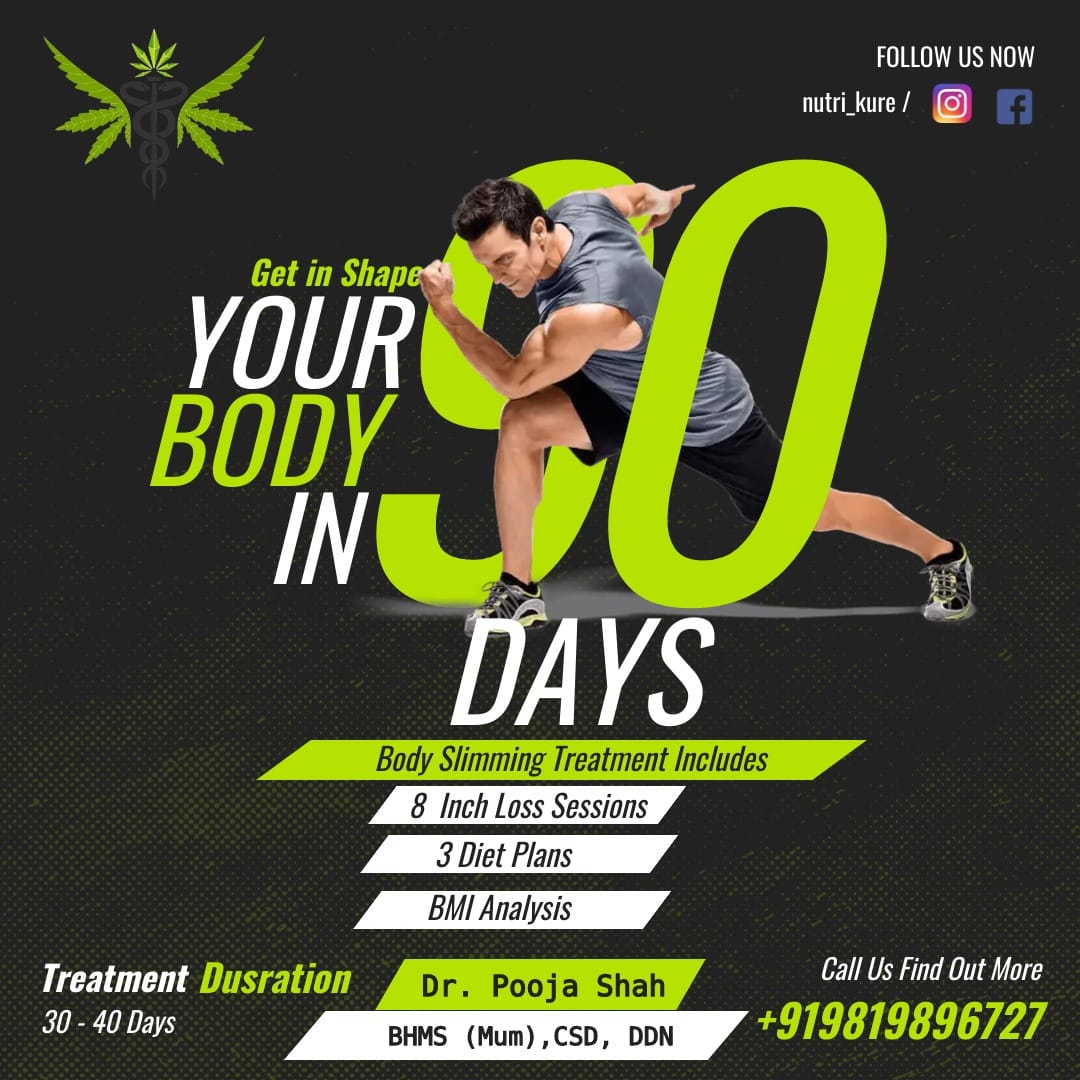 FOLLOW US NOW
nutri_kure /
Get in Shape
YOUR
BODY
IN
90
DAYS
Body Slimming Treatment Includes
8 Inch Loss Sessions
3 Diet Plans
BMI Analysis
Treatment Dusration
30 - 40 Days
Dr. Pooja Shah
BHMS (Mum),CSD, DDN
Call Us Find Out More
+919819896727